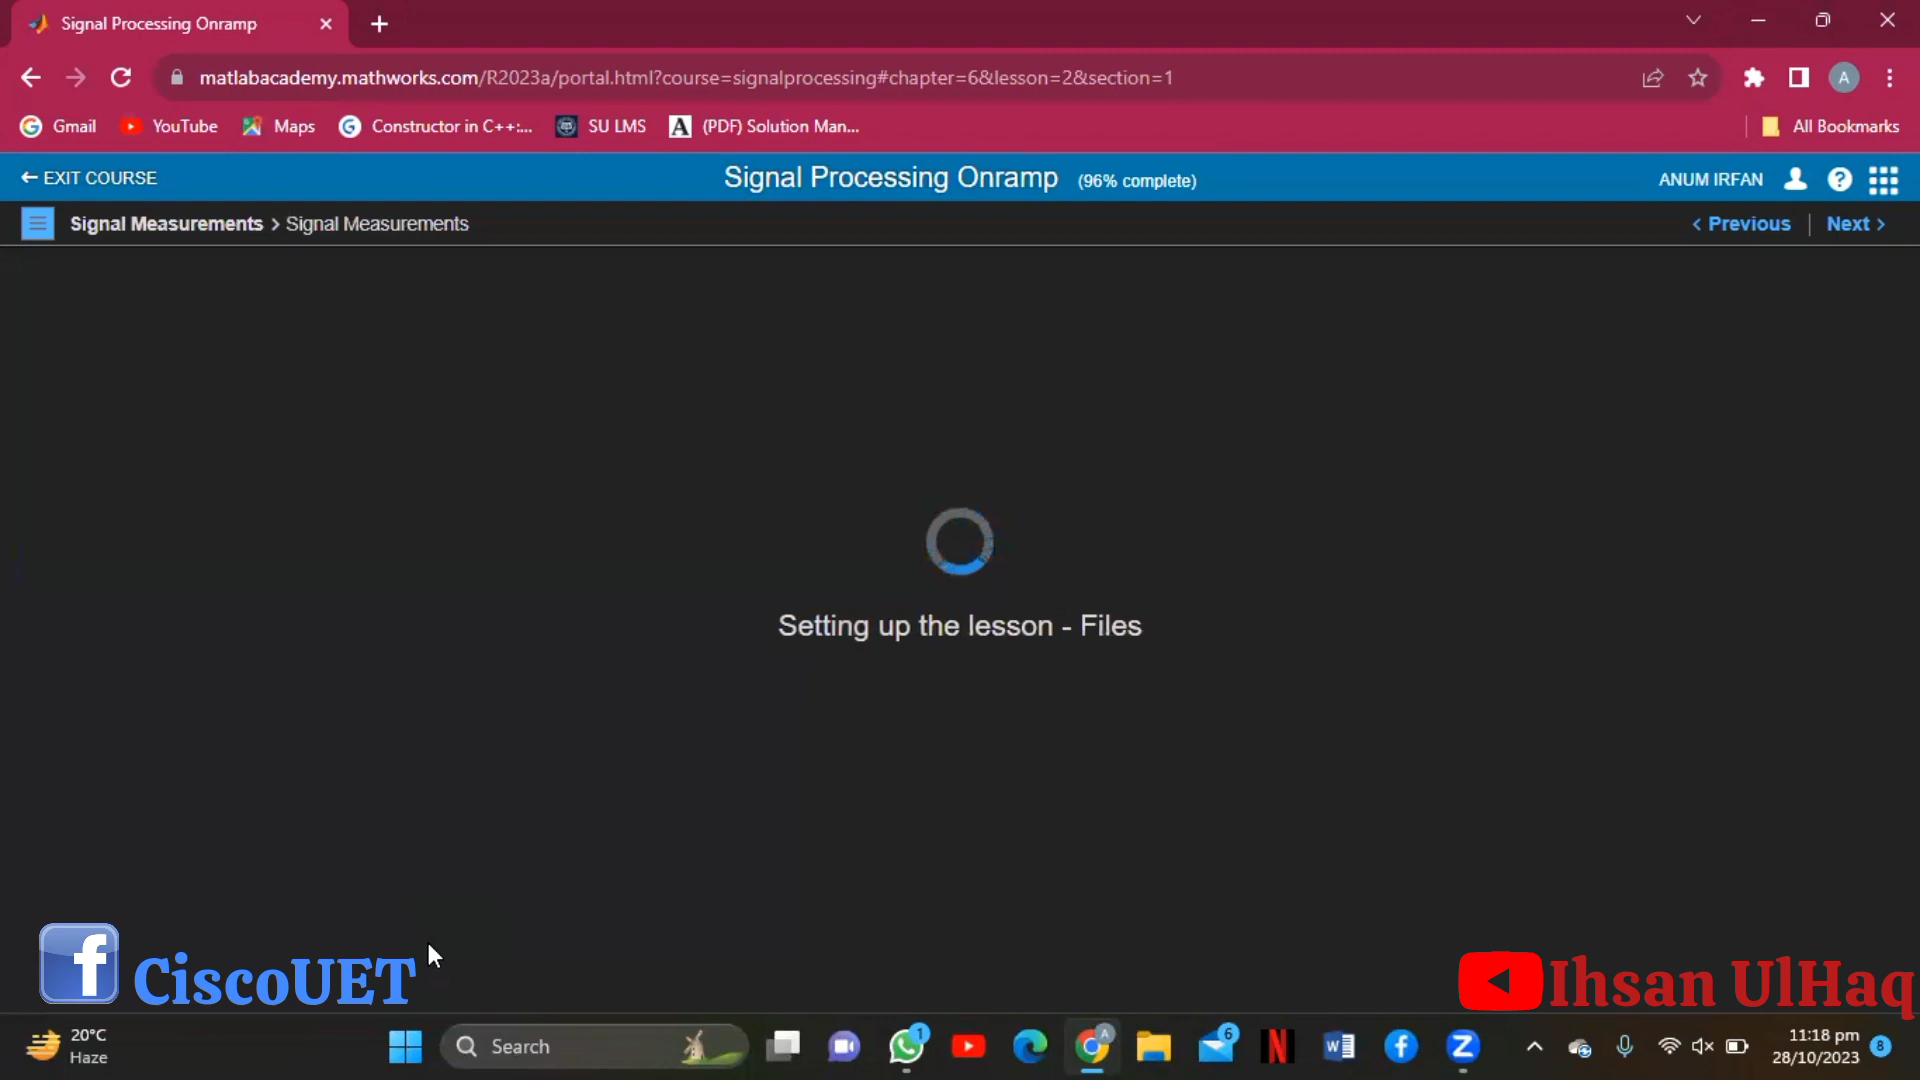 Signal Processing Onramp
matlabacademy.mathworks.com/R2023a/portal.html?course=signalprocessing#chapter=6&lesson=2&section=1
A
Gmail
YouTube
Maps
Constructor in C++:...
SU LMS
A
(PDF) Solution Man...
All Bookmarks
EXIT COURSE
Signal Processing Onramp (96% complete)
ANUM IRFAN
Signal Measurements > Signal Measurements
< Previous | Next >
Setting up the lesson - Files
f CiscoUET
Ihsan UlHaq
20°C
Haze
Search
1
A
6
N
W
f
Z
11:18 pm
28/10/2023
8